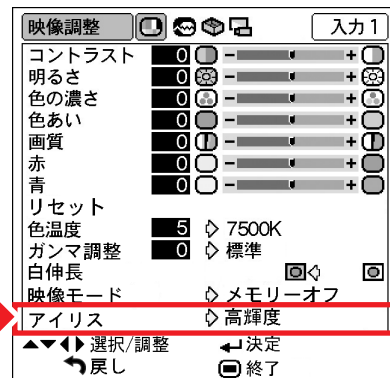 映像調整 入力1
コントラスト 0 - +
明るさ 0 - +
色の濃さ 0 - +
色あい 0 - +
画質 0 - +
赤 0 - +
青 0 - +
リセット
色温度 5 7500K
ガンマ調整 0 標準
白伸長
映像モード メモリーオフ
アイリス 高輝度
選択/調整 決定
戻し 終了